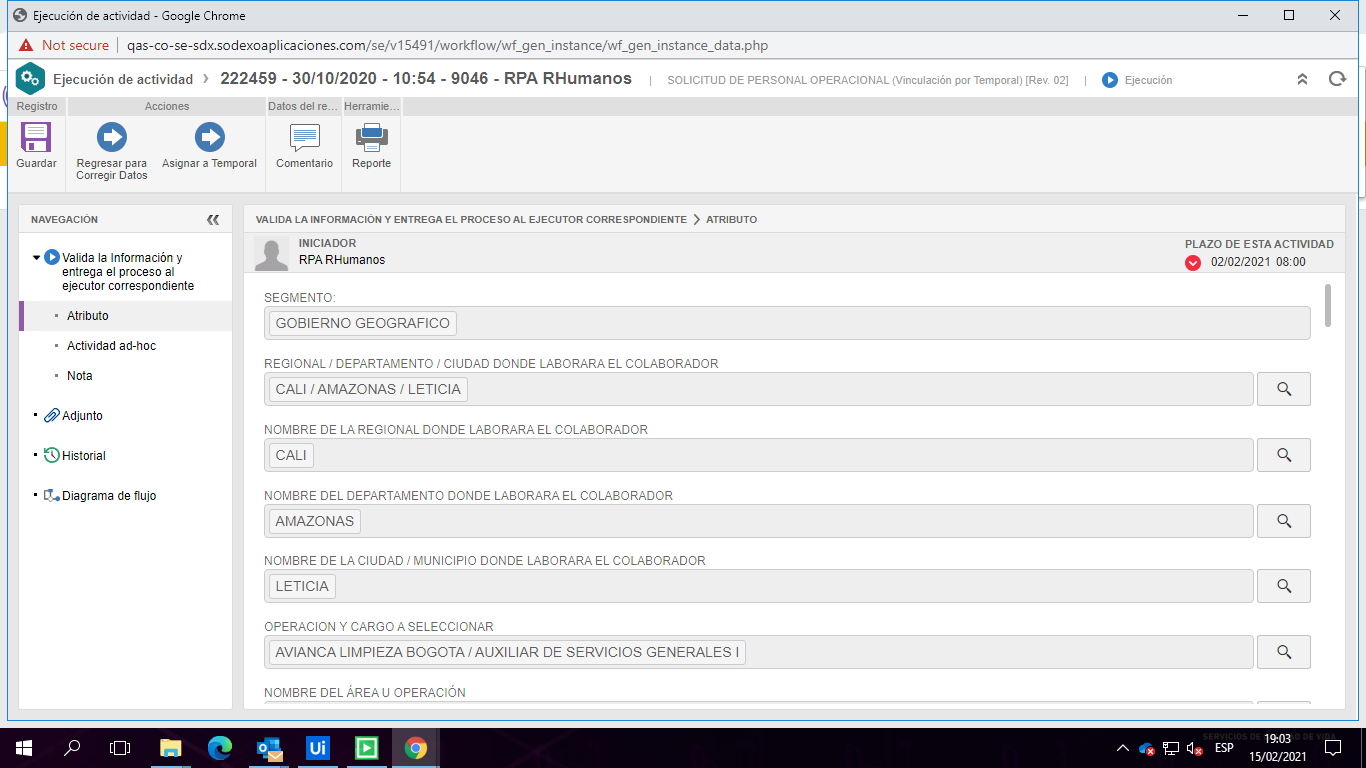 Ejecución de actividad - Google Chrome
Not secure
qas-co-se-sdx.sodexoaplicaciones.com/se/v15491/workflow/wf_gen_instance/wf_gen_instance_data.php
Ejecución de actividad
222459 - 30/10/2020 - 10:54 - 9046 - RPA RHumanos
SOLICITUD DE PERSONAL OPERACIONAL (Vinculación por Temporal) [Rev. 02]
Ejecución
Registro
Acciones
Datos del re...
Herramie...
Guardar
Regresar para
Corregir Datos
Asignar a Temporal
Comentario
Reporte
NAVEGACIÓN
Valida la Información y
entrega el proceso al
ejecutor correspondiente
Atributo
Actividad ad-hoc
Nota
Adjunto
Historial
Diagrama de flujo
VALIDA LA INFORMACIÓN Y ENTREGA EL PROCESO AL EJECUTOR CORRESPONDIENTE > ATRIBUTO
INICIADOR
RPA RHumanos
PLAZO DE ESTA ACTIVIDAD
02/02/2021 08:00
SEGMENTO:
GOBIERNO GEOGRAFICO
REGIONAL / DEPARTAMENTO / CIUDAD DONDE LABORARA EL COLABORADOR
CALI / AMAZONAS / LETICIA
NOMBRE DE LA REGIONAL DONDE LABORARA EL COLABORADOR
CALI
NOMBRE DEL DEPARTAMENTO DONDE LABORARA EL COLABORADOR
AMAZONAS
NOMBRE DE LA CIUDAD / MUNICIPIO DONDE LABORARA EL COLABORADOR
LETICIA
OPERACION Y CARGO A SELECCIONAR
AVIANCA LIMPIEZA BOGOTA / AUXILIAR DE SERVICIOS GENERALES I
NOMBRE DEL ÁREA U OPERACIÓN
Ui
ESP
19:03
15/02/2021